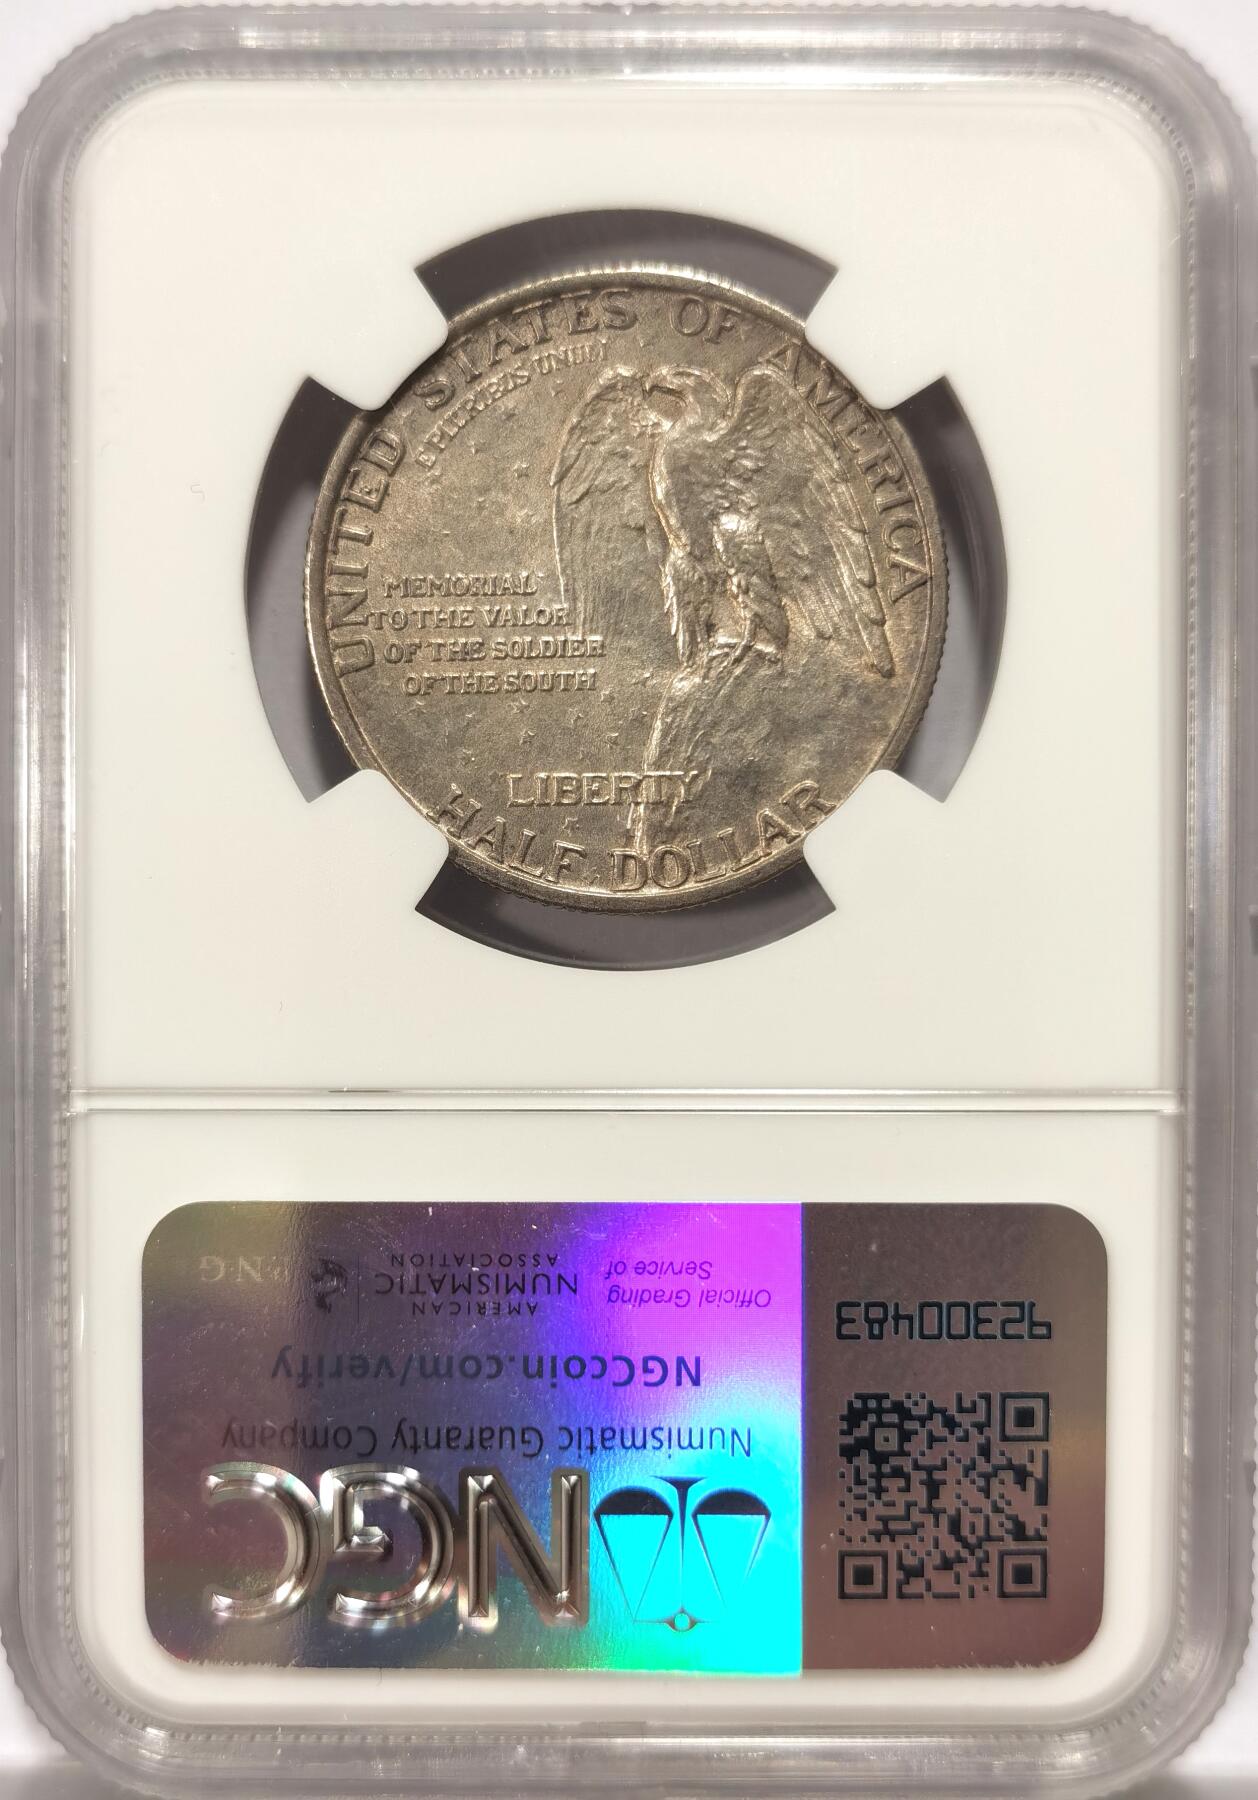 UNITED STATES OF AMERICA
E PLURIBUS UNUM
MEMORIAL
TO THE VALOR
OF THE SOLDIER
OF THE SOUTH
LIBERTY
HALF DOLLAR
NGC
Numismatic Guaranty Company
NGCcoin.com/verify
Official Grading
Service of
AMERICAN
NUMISMATIC
ASSOCIATION
92300483